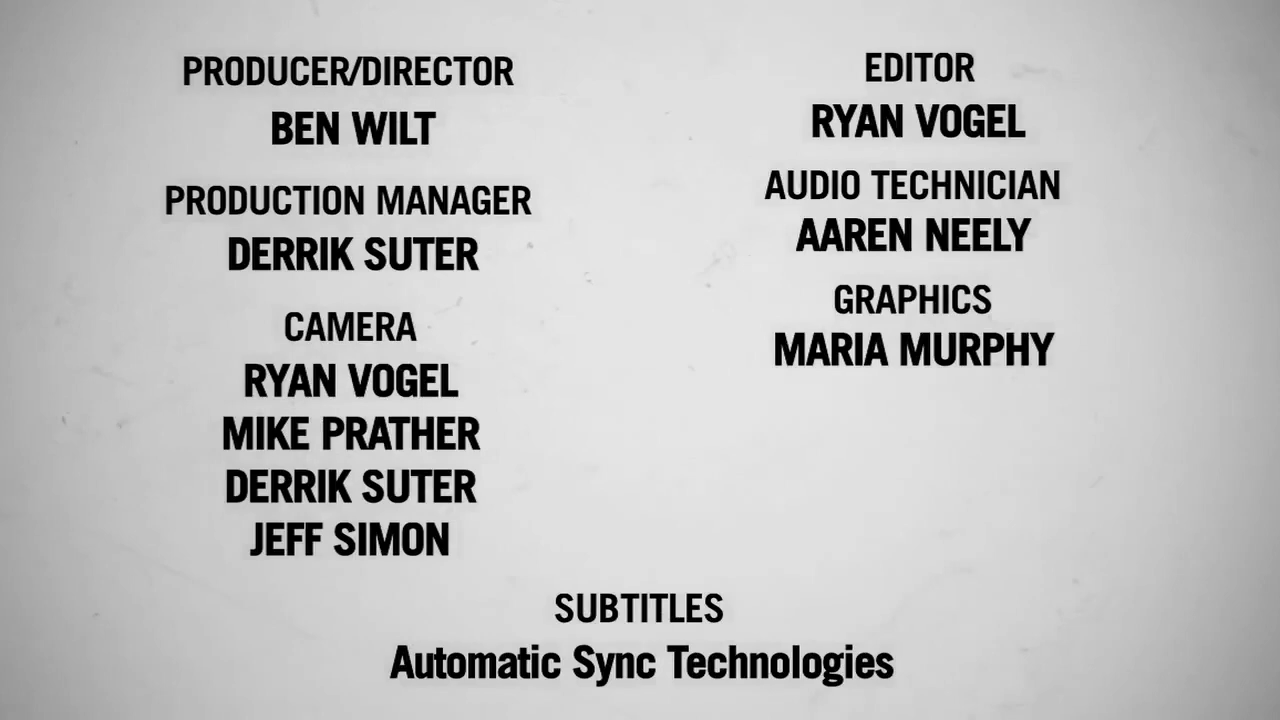 PRODUCER/DIRECTOR
BEN WILT
PRODUCTION MANAGER
DERRIK SUTER
CAMERA
RYAN VOGEL
MIKE PRATHER
DERRIK SUTER
JEFF SIMON
EDITOR
RYAN VOGEL
AUDIO TECHNICIAN
AAREN NEELY
GRAPHICS
MARIA MURPHY
SUBTITLES
Automatic Sync Technologies